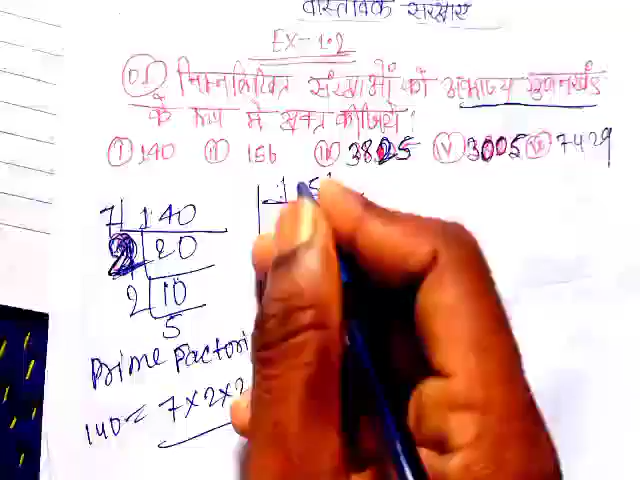 वास्तविक संख्याएं
Ex-1.2
Q1 निम्नलिखित संख्याओं को अभाज्य गुणनखंड
के रूप में व्यक्त कीजिये:
(i) 140 (ii) 156 (iii) 3825 (iv) 5005 (v) 7429
7 | 140
2 | 20
2 | 10
5
Prime Factori
140 = 7×2×2